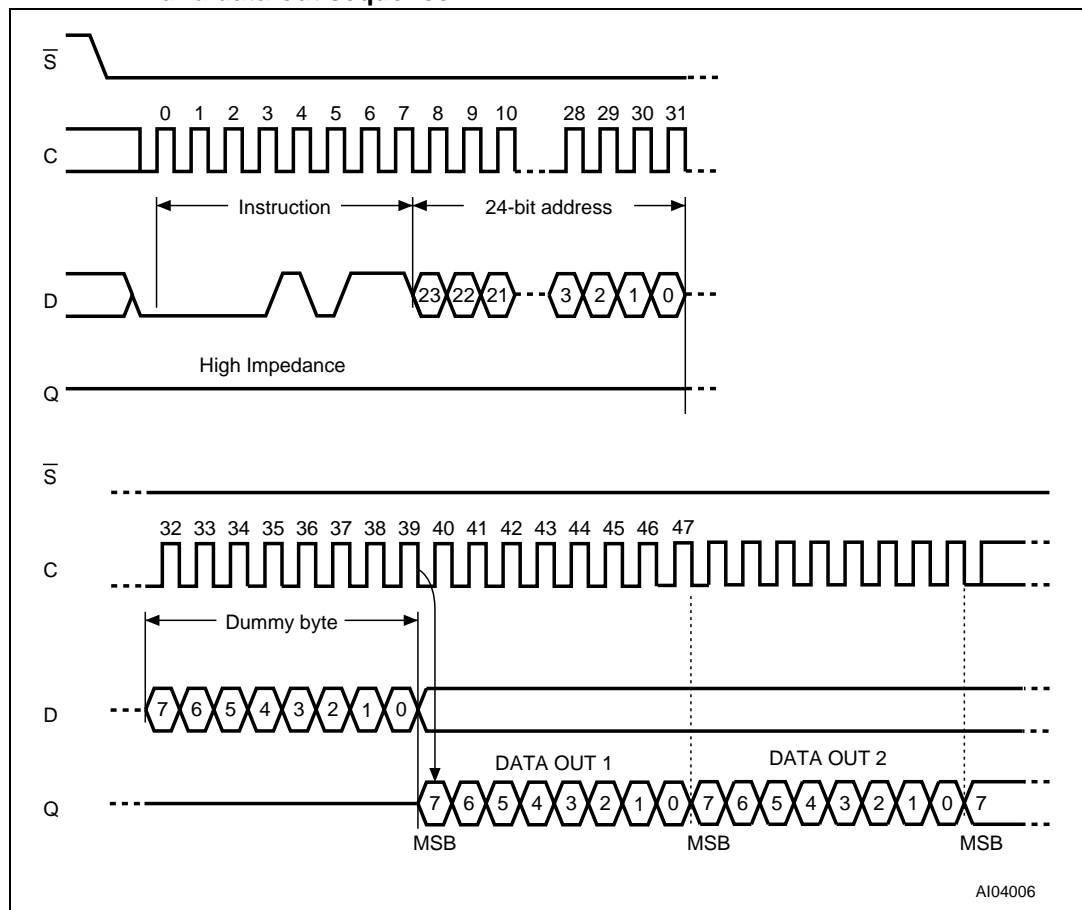 S
0 1 2 3 4 5 6 7 8 9 10 28 29 30 31
C
Instruction 24-bit address
D 23 22 21 3 2 1 0
High Impedance
Q
S
32 33 34 35 36 37 38 39 40 41 42 43 44 45 46 47
C
Dummy byte
D 7 6 5 4 3 2 1 0
DATA OUT 1 DATA OUT 2
Q 7 6 5 4 3 2 1 0 7 6 5 4 3 2 1 0 7
MSB MSB MSB
AI04006